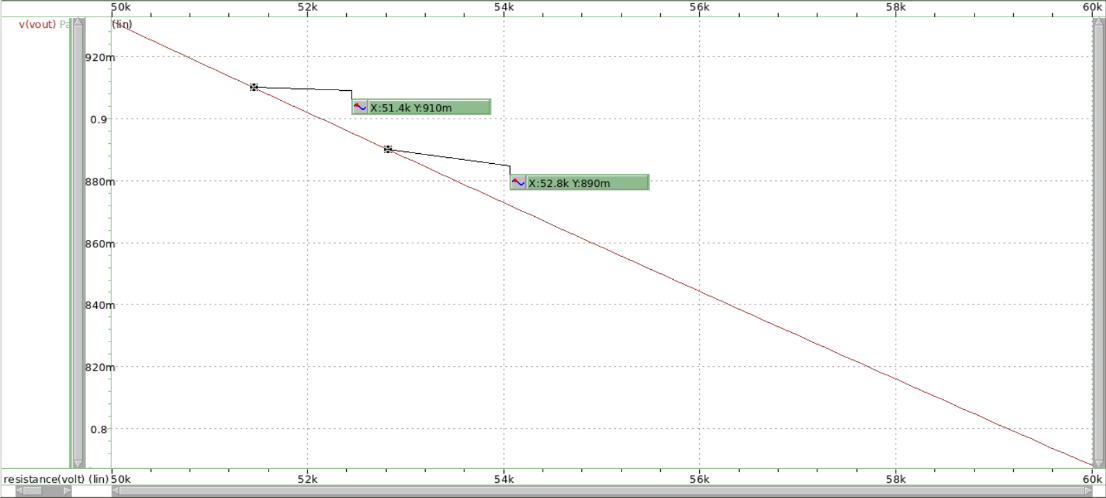 50k 52k 54k 56k 58k 60k
v(vout) Pa (lin)
920m
X:51.4k Y:910m
0.9
880m
X:52.8k Y:890m
860m
840m
820m
0.8
resistance(volt) (lin) 50k 52k 54k 56k 58k 60k